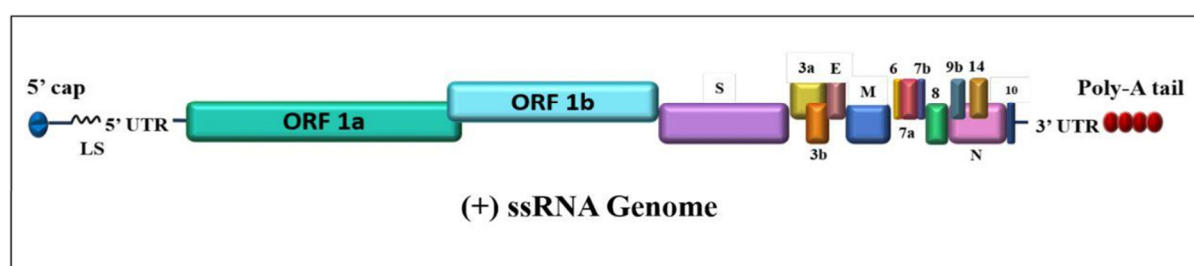 5' cap
LS
5' UTR
ORF 1a
ORF 1b
S
3a
E
3b
M
6
7b
7a
8
9b
14
N
10
3' UTR
Poly-A tail
(+) ssRNA Genome